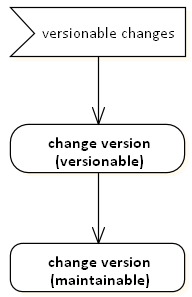 versionable changes
change version
(versionable)
change version
(maintainable)